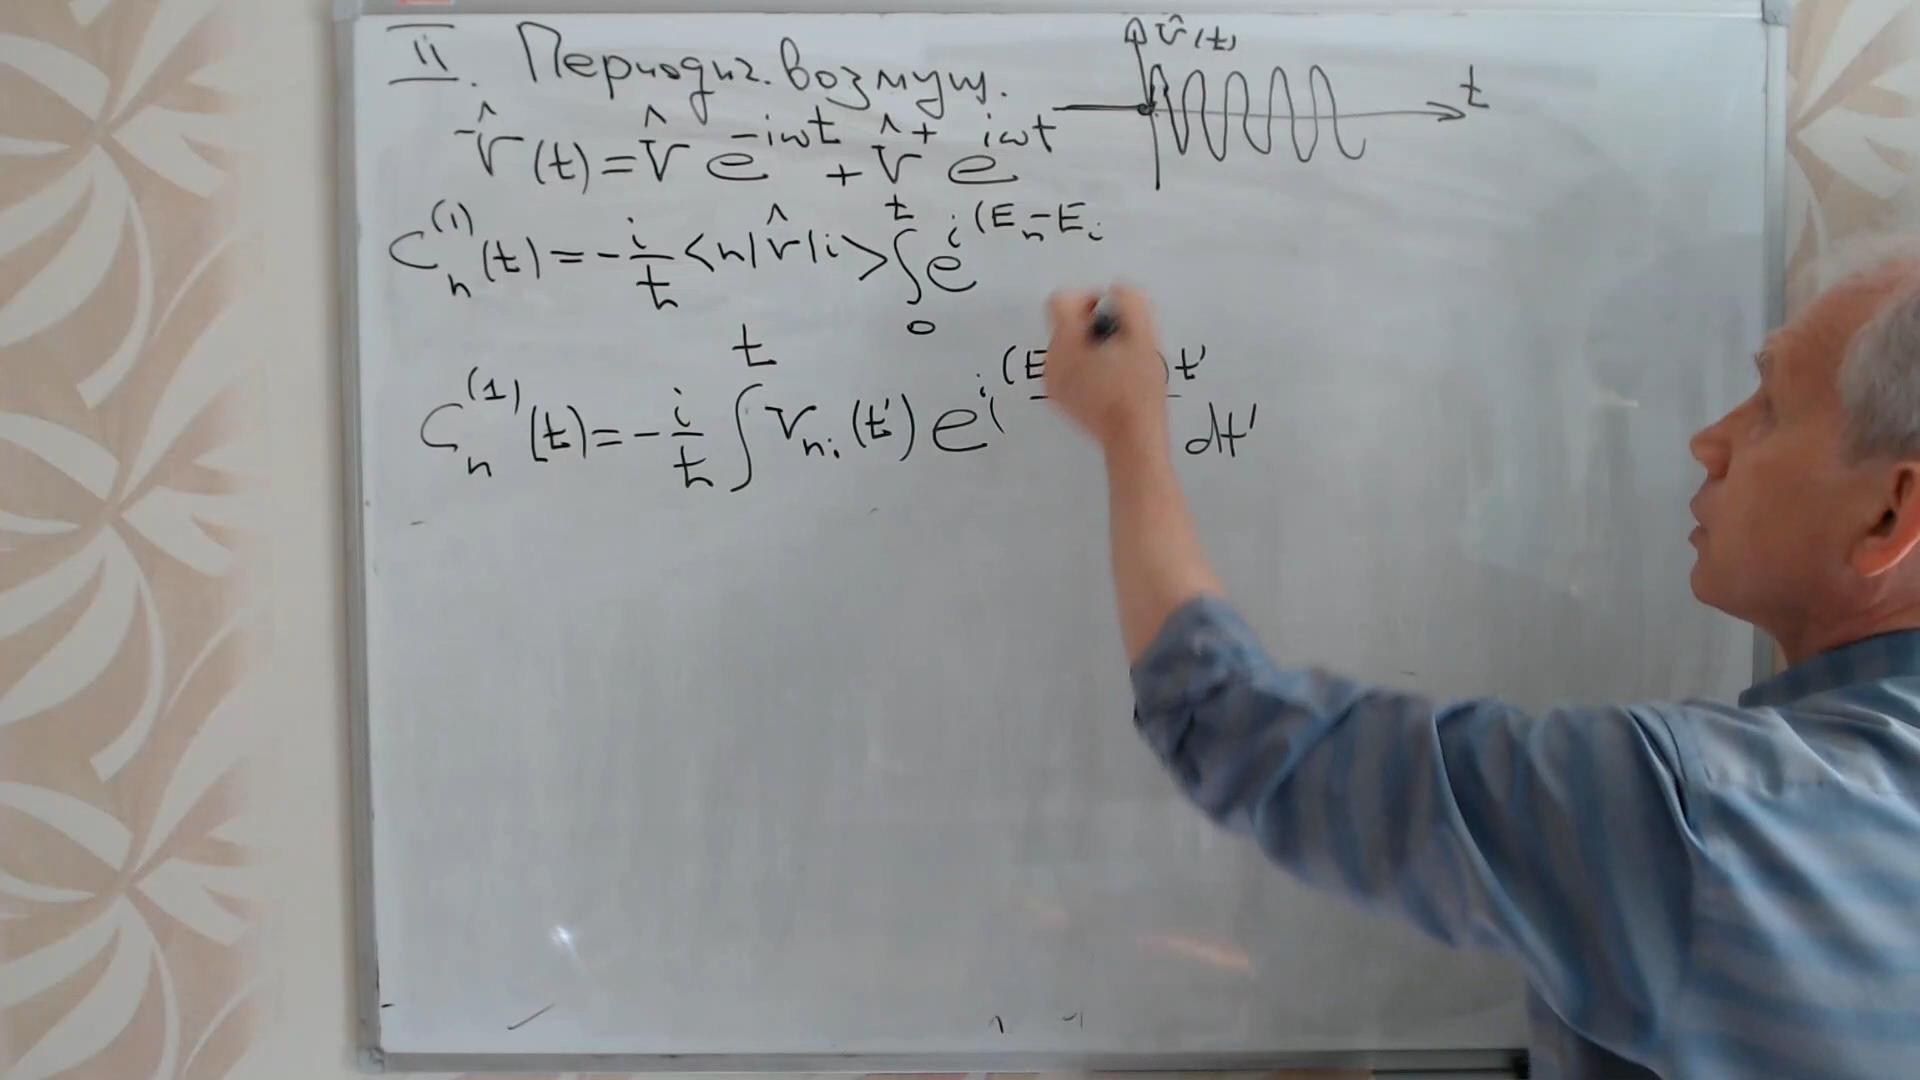 II. Периодич. возмущ.
V̂(t)
t
V̂(t) = V̂ e^{-iωt} + V̂⁺ e^{iωt}
C_n^{(1)}(t) = -i/ħ <n|V̂|i> ∫_0^t e^{i(E_n-E_i
C_n^{(1)}(t) = -i/ħ ∫^t V_{ni}(t') e^{i(E )t'} dt'